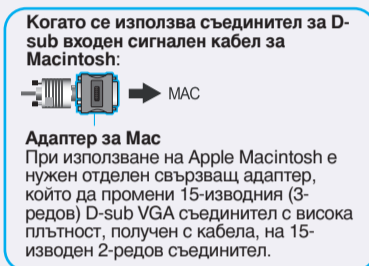 Когато се използва съединител за D-
sub входен сигнален кабел за
Macintosh:
MAC
Адаптер за Mac
При използване на Apple Macintosh е
нужен отделен свързващ адаптер,
който да промени 15-изводния (3-
редов) D-sub VGA съединител с висока
плътност, получен с кабела, на 15-
изводен 2-редов съединител.